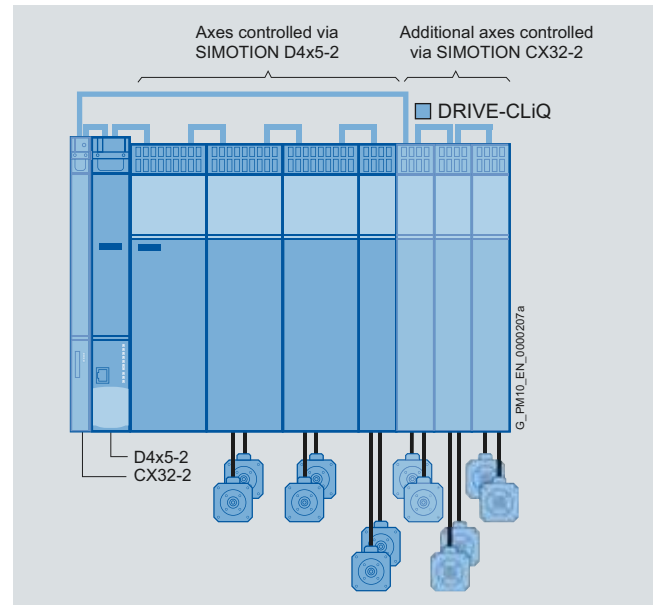 Axes controlled via
SIMOTION D4x5-2
Additional axes controlled
via SIMOTION CX32-2
DRIVE-CLiQ
G_PM10_EN_0000207a
D4x5-2
CX32-2